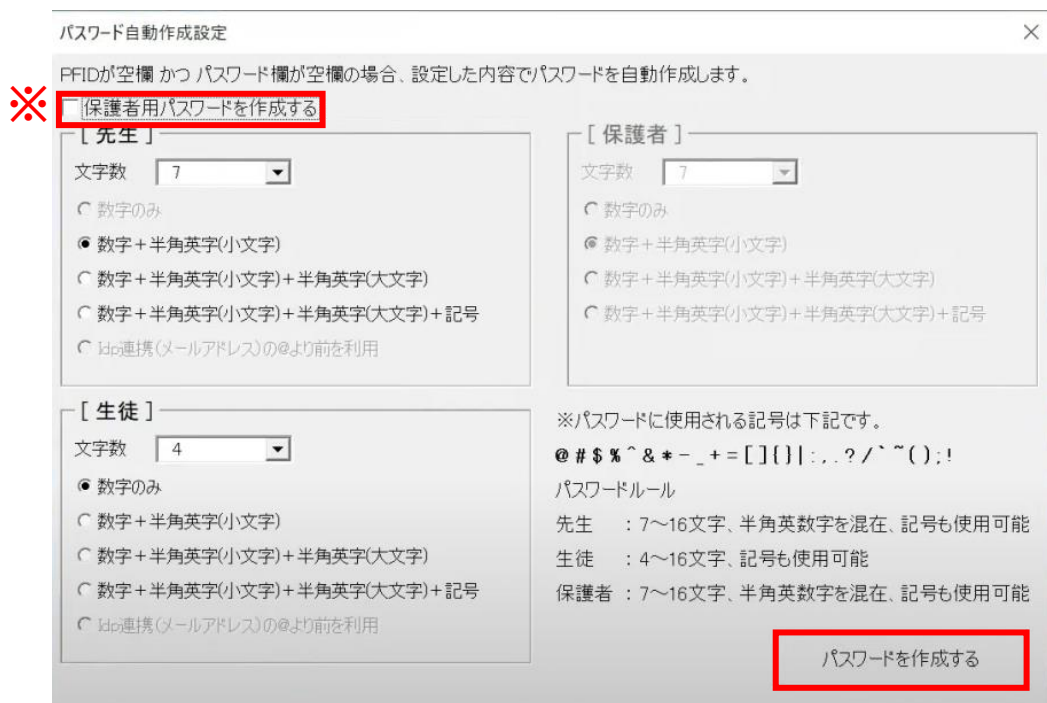 パスワード自動作成設定
PFIDが空欄 かつ パスワード欄が空欄の場合、設定した内容でパスワードを自動作成します。
※
保護者用パスワードを作成する
[ 先生 ]
文字数 7
数字のみ
数字+半角英字(小文字)
数字+半角英字(小文字)+半角英字(大文字)
数字+半角英字(小文字)+半角英字(大文字)+記号
idp連携(メールアドレス)の@より前を利用
[ 保護者 ]
文字数 7
数字のみ
数字+半角英字(小文字)
数字+半角英字(小文字)+半角英字(大文字)
数字+半角英字(小文字)+半角英字(大文字)+記号
[ 生徒 ]
文字数 4
数字のみ
数字+半角英字(小文字)
数字+半角英字(小文字)+半角英字(大文字)
数字+半角英字(小文字)+半角英字(大文字)+記号
idp連携(メールアドレス)の@より前を利用
※パスワードに使用される記号は下記です。
@#$%^&*-_+=[]{}|:,.?/`~();!
パスワードルール
先生 :7~16文字、半角英数字を混在、記号も使用可能
生徒 :4~16文字、記号も使用可能
保護者 :7~16文字、半角英数字を混在、記号も使用可能
パスワードを作成する